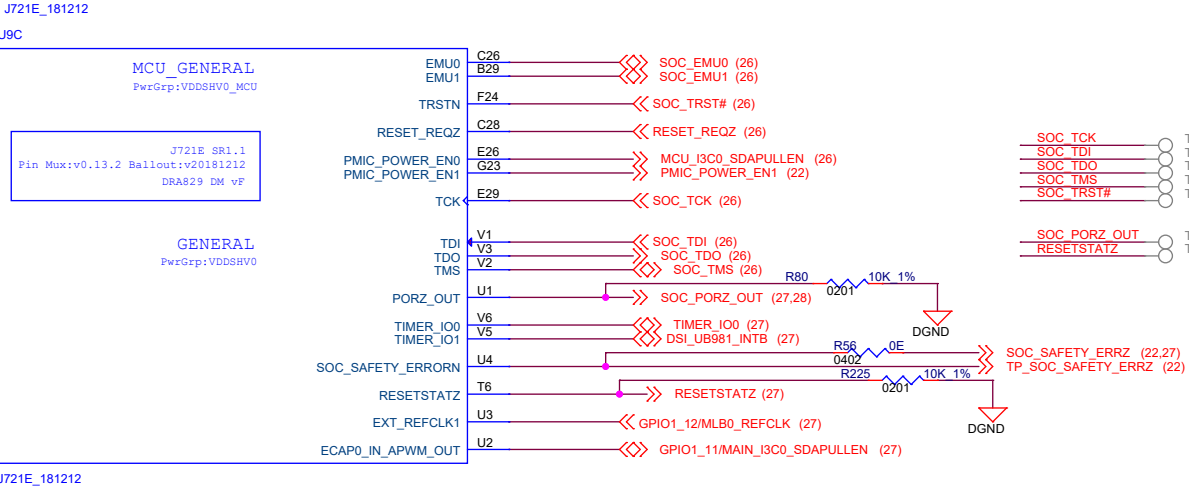 J721E_181212
U9C
MCU_GENERAL
PwrGrp:VDDSHV0_MCU
J721E SR1.1
Pin Mux:v0.13.2 Ballout:v20181212
DRA829 DM vF
GENERAL
PwrGrp:VDDSHV0
EMU0 C26 SOC_EMU0 (26)
EMU1 B29 SOC_EMU1 (26)
TRSTN F24 SOC_TRST# (26)
RESET_REQZ C28 RESET_REQZ (26)
PMIC_POWER_EN0 E26 MCU_I3C0_SDAPULLEN (26)
PMIC_POWER_EN1 G23 PMIC_POWER_EN1 (22)
TCK E29 SOC_TCK (26)
TDI V1 SOC_TDI (26)
TDO V3 SOC_TDO (26)
TMS V2 SOC_TMS (26)
R80 10K_1%
0201
PORZ_OUT U1 SOC_PORZ_OUT (27,28)
DGND
TIMER_IO0 V6 TIMER_IO0 (27)
TIMER_IO1 V5 DSI_UB981_INTB (27)
R56 0E SOC_SAFETY_ERRZ (22,27)
0402
SOC_SAFETY_ERRORN U4 TP_SOC_SAFETY_ERRZ (22)
R225 10K_1%
0201
RESETSTATZ T6 RESETSTATZ (27)
DGND
EXT_REFCLK1 U3 GPIO1_12/MLB0_REFCLK (27)
ECAP0_IN_APWM_OUT U2 GPIO1_11/MAIN_I3C0_SDAPULLEN (27)
SOC_TCK
SOC_TDI
SOC_TDO
SOC_TMS
SOC_TRST#
SOC_PORZ_OUT
RESETSTATZ
J721E_181212